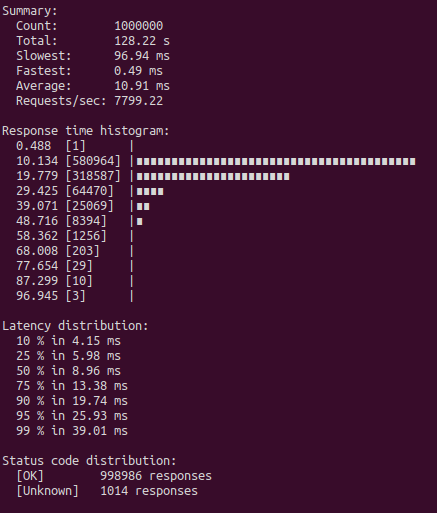 Summary:
  Count:        1000000
  Total:        128.22 s
  Slowest:      96.94 ms
  Fastest:      0.49 ms
  Average:      10.91 ms
  Requests/sec: 7799.22

Response time histogram:
  0.488  [1]      |
  10.134 [580964] |∎∎∎∎∎∎∎∎∎∎∎∎∎∎∎∎∎∎∎∎∎∎∎∎∎∎∎∎∎∎∎∎∎∎∎∎∎∎∎∎
  19.779 [318587] |∎∎∎∎∎∎∎∎∎∎∎∎∎∎∎∎∎∎∎∎∎∎
  29.425 [64470]  |∎∎∎∎
  39.071 [25069]  |∎∎
  48.716 [8394]   |∎
  58.362 [1256]   |
  68.008 [203]    |
  77.654 [29]     |
  87.299 [10]     |
  96.945 [3]      |

Latency distribution:
  10 % in 4.15 ms
  25 % in 5.98 ms
  50 % in 8.96 ms
  75 % in 13.38 ms
  90 % in 19.74 ms
  95 % in 25.93 ms
  99 % in 39.01 ms

Status code distribution:
  [OK]        998986 responses
  [Unknown]   1014 responses